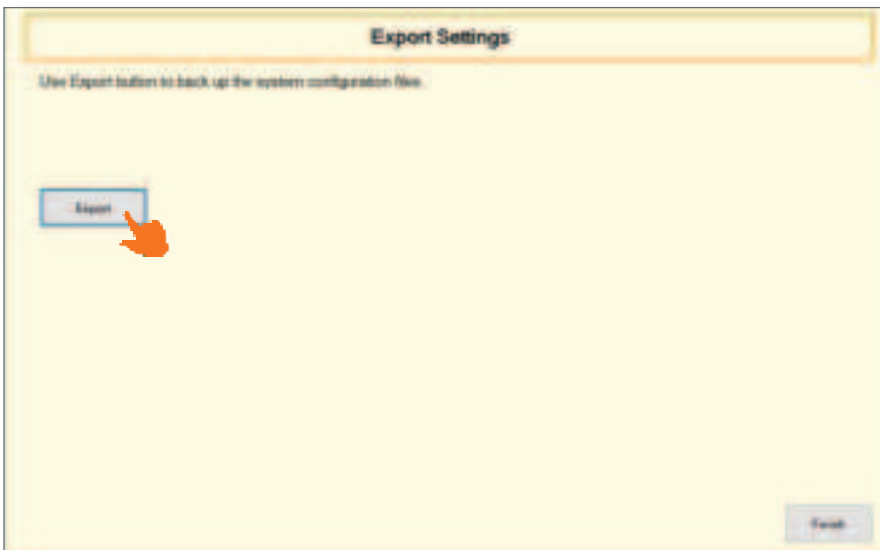 Export Settings
Use Export button to back up the system configuration files.
Export
Finish